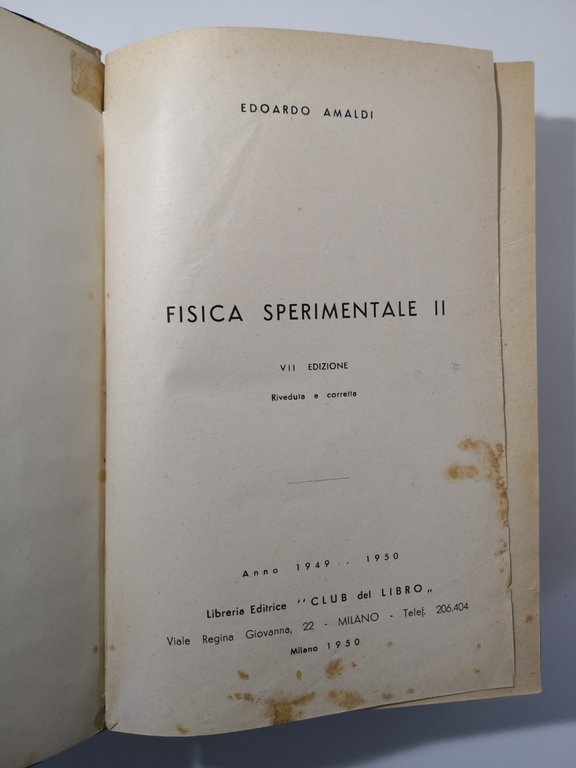 EDOARDO AMALDI
FISICA SPERIMENTALE II
VII EDIZIONE
Riveduta e corretta
Anno 1949 - 1950
Libreria Editrice "CLUB del LIBRO„
Viale Regina Giovanna, 22 - MILANO - Telef. 206.404
Milano 1950